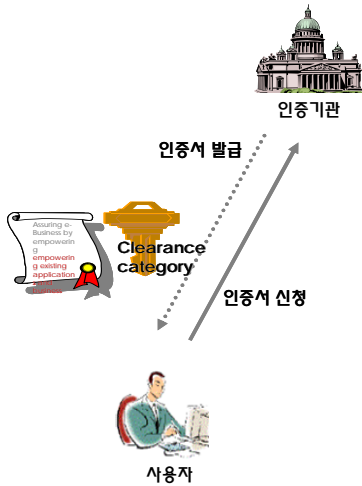 인증기관
인증서 발급
Assuring e-
Business by
empowerin
g
empowerin
g existing
application
Clearance
category
인증서 신청
사용자